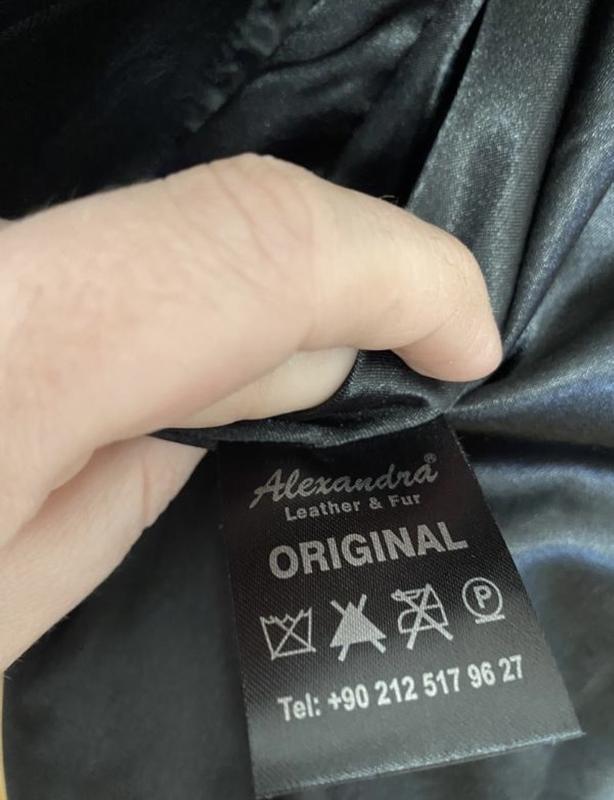 Alexandra®
Leather & Fur
ORIGINAL
P
Tel: +90 212 517 96 27